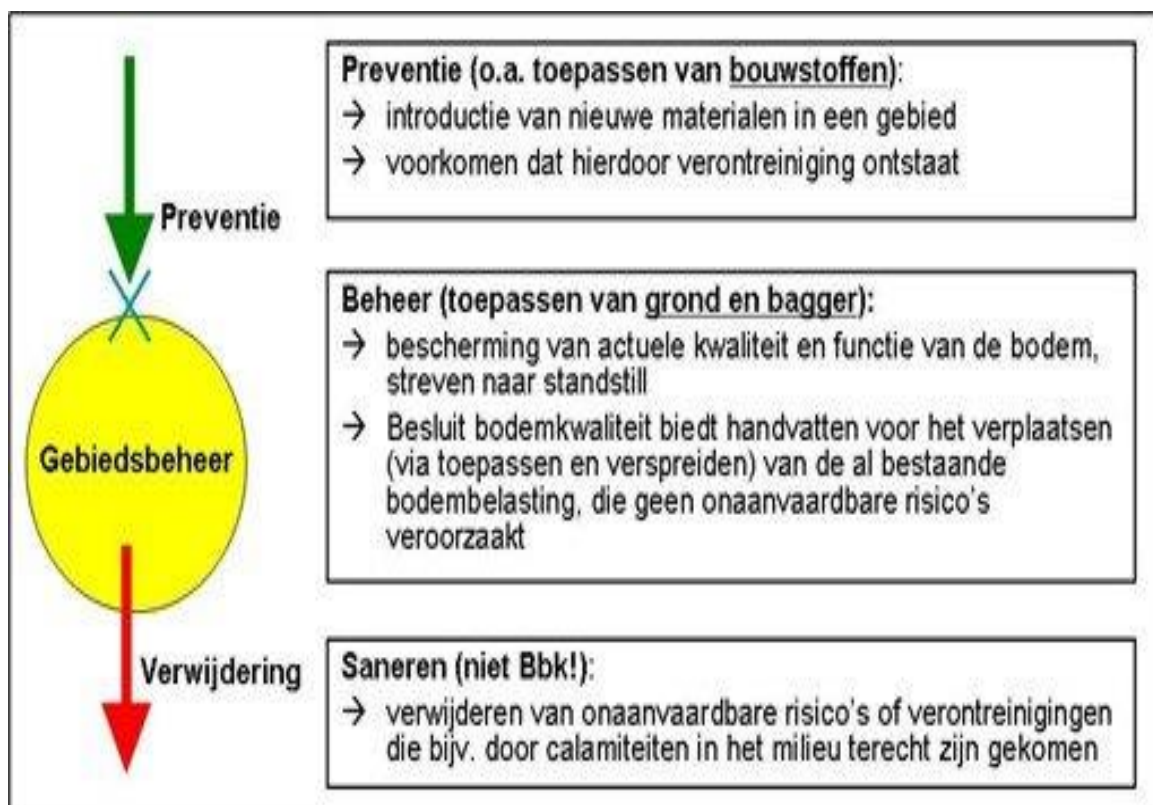 Preventie (o.a. toepassen van bouwstoffen):
→ introductie van nieuwe materialen in een gebied
→ voorkomen dat hierdoor verontreiniging ontstaat
Preventie
Beheer (toepassen van grond en bagger):
→ bescherming van actuele kwaliteit en functie van de bodem,
streven naar standstill
→ Besluit bodemkwaliteit biedt handvatten voor het verplaatsen
(via toepassen en verspreiden) van de al bestaande
bodembelasting, die geen onaanvaardbare risico's
veroorzaakt
Gebiedsbeheer
Verwijdering
Saneren (niet Bbk!):
→ verwijderen van onaanvaardbare risico's of verontreinigingen
die bijv. door calamiteiten in het milieu terecht zijn gekomen